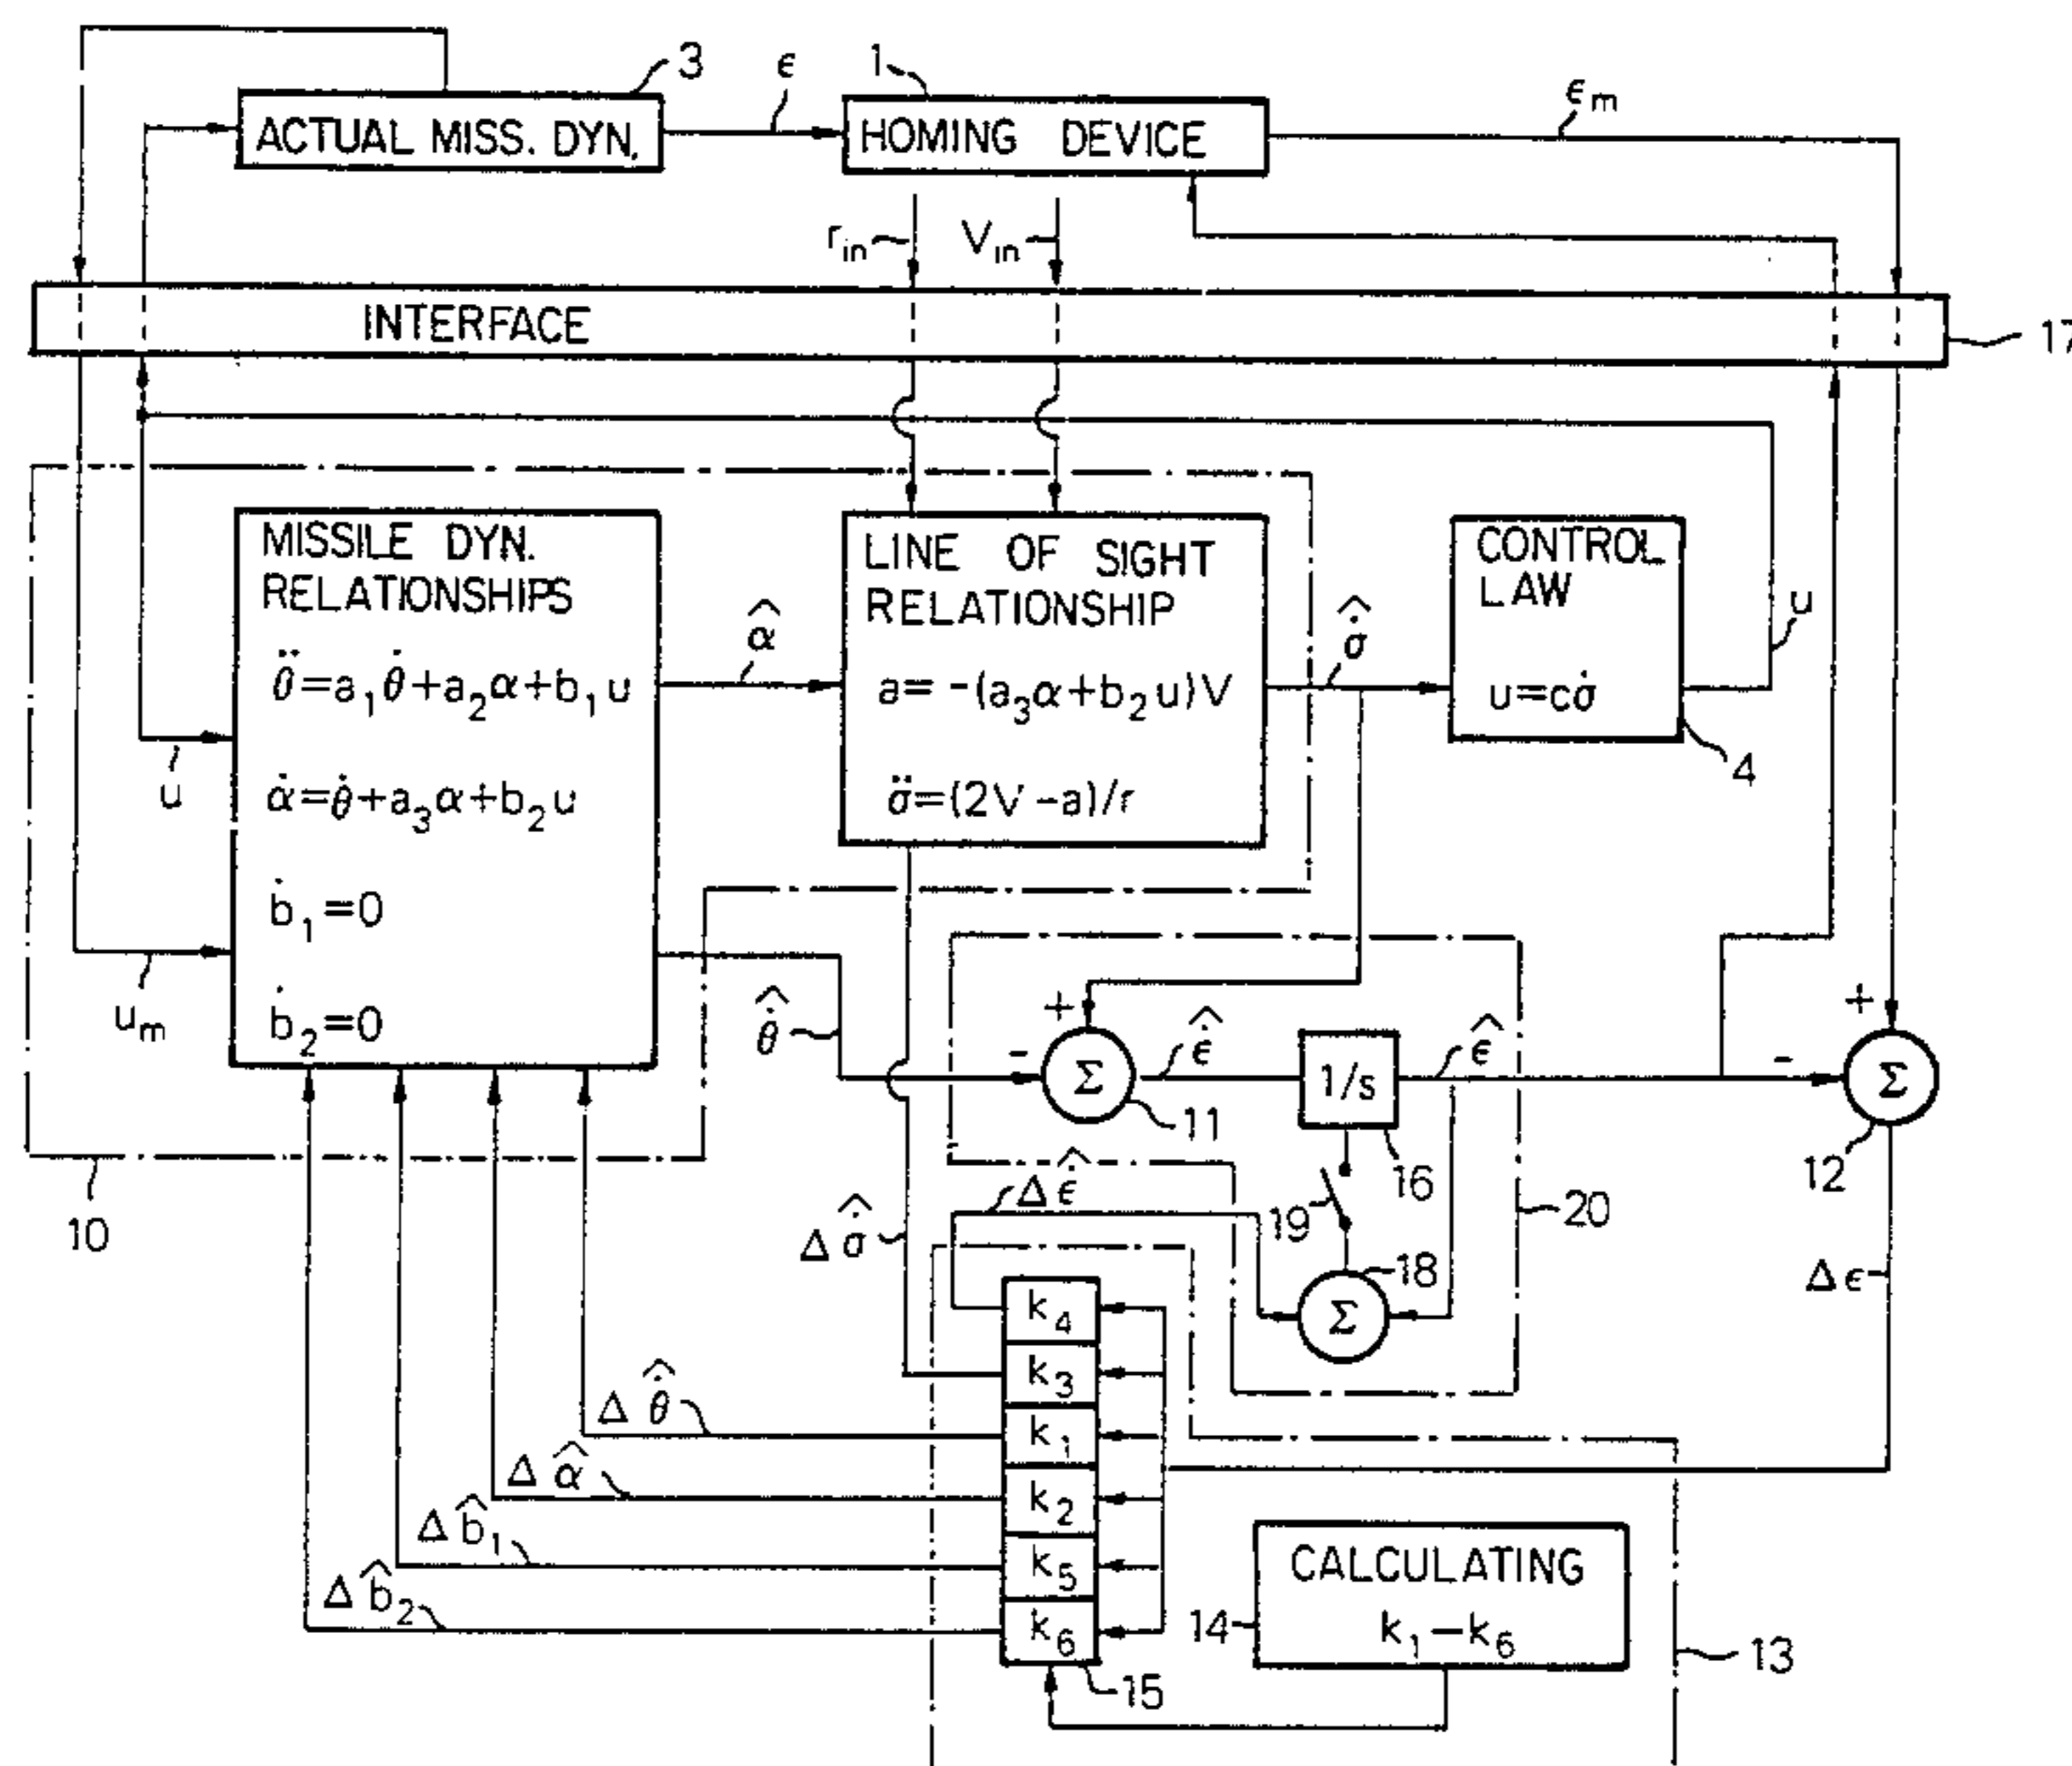 3
ϵ
1
ϵm
ACTUAL MISS. DYN.
HOMING DEVICE
rin
Vin
INTERFACE
17
MISSILE DYN.
RELATIONSHIPS
θ̈=a₁θ̇+a₂α+b₁u
α̇=θ̇+a₃α+b₂u
ḃ₁=0
ḃ₂=0
u
um
α̂
LINE OF SIGHT
RELATIONSHIP
a= -(a₃α+b₂u)V
σ̈=(2V -a)/r
σ̇̂
CONTROL
LAW
u=cσ̇
u
4
θ̇̂
+
-
Σ
11
ϵ̇̂
1/s
16
ϵ̂
+
-
Σ
12
10
19
20
Δσ̇̂
Δϵ̇̂
Σ
18
Δϵ
k₄
k₃
k₁
k₂
k₅
k₆
Δθ̇̂
Δα̂
Δb̂₁
Δb̂₂
15
CALCULATING
k₁–k₆
14
13